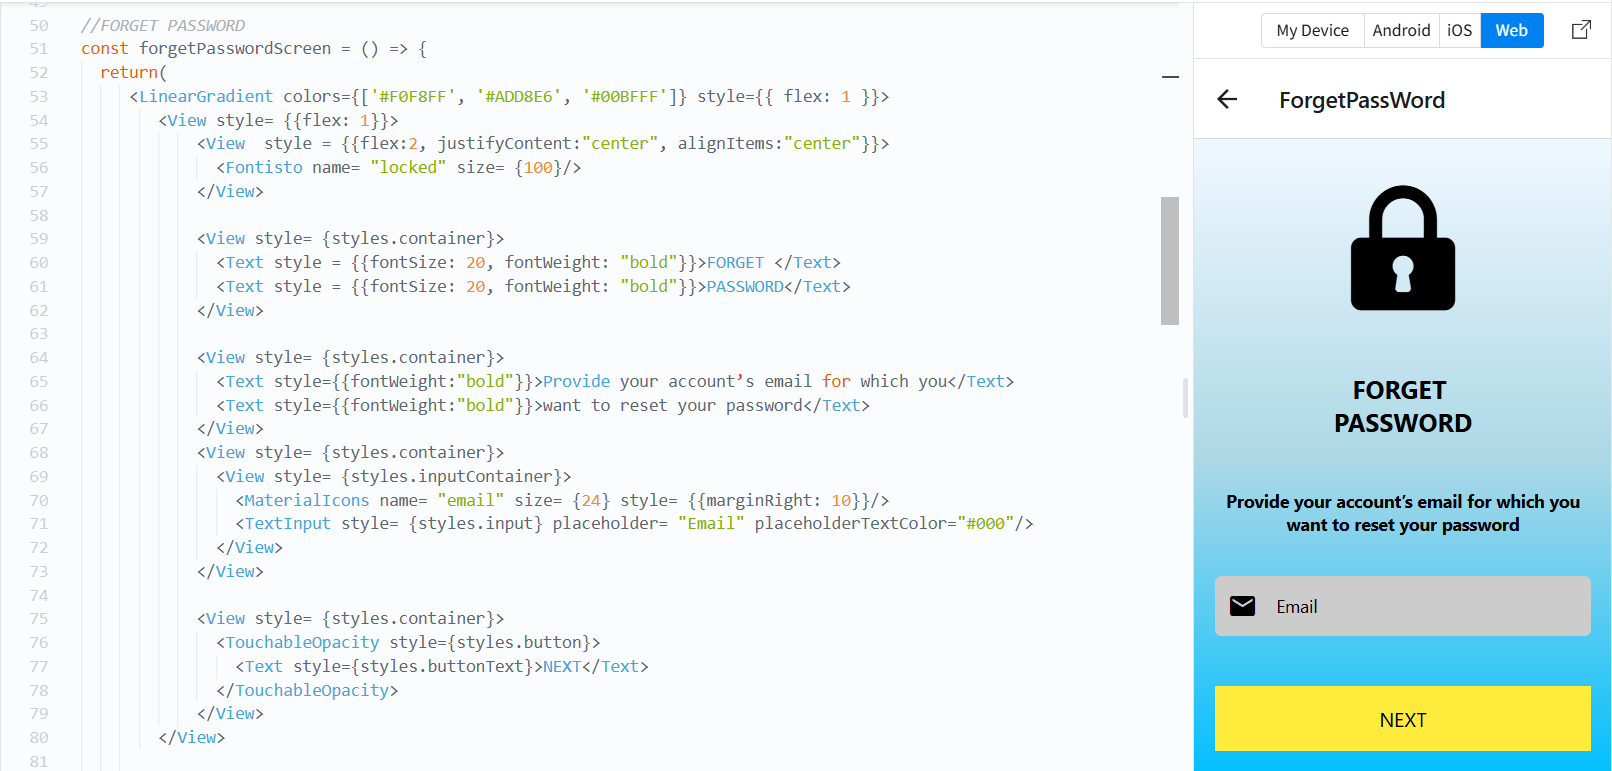 49
50 //FORGET PASSWORD
51 const forgetPasswordScreen = () => {
52 return(
53 <LinearGradient colors={['#F0F8FF', '#ADD8E6', '#00BFFF']} style={{ flex: 1 }}>
54 <View style= {{flex: 1}}>
55 <View  style = {{flex:2, justifyContent:"center", alignItems:"center"}}>
56 <Fontisto name= "locked" size= {100}/>
57 </View>
58
59 <View style= {styles.container}>
60 <Text style = {{fontSize: 20, fontWeight: "bold"}}>FORGET </Text>
61 <Text style = {{fontSize: 20, fontWeight: "bold"}}>PASSWORD</Text>
62 </View>
63
64 <View style= {styles.container}>
65 <Text style={{fontWeight:"bold"}}>Provide your account’s email for which you</Text>
66 <Text style={{fontWeight:"bold"}}>want to reset your password</Text>
67 </View>
68 <View style= {styles.container}>
69 <View style= {styles.inputContainer}>
70 <MaterialIcons name= "email" size= {24} style= {{marginRight: 10}}/>
71 <TextInput style= {styles.input} placeholder= "Email" placeholderTextColor="#000"/>
72 </View>
73 </View>
74
75 <View style= {styles.container}>
76 <TouchableOpacity style={styles.button}>
77 <Text style={styles.buttonText}>NEXT</Text>
78 </TouchableOpacity>
79 </View>
80 </View>
81
My Device Android iOS Web
ForgetPassWord
FORGET
PASSWORD
Provide your account’s email for which you
want to reset your password
Email
NEXT